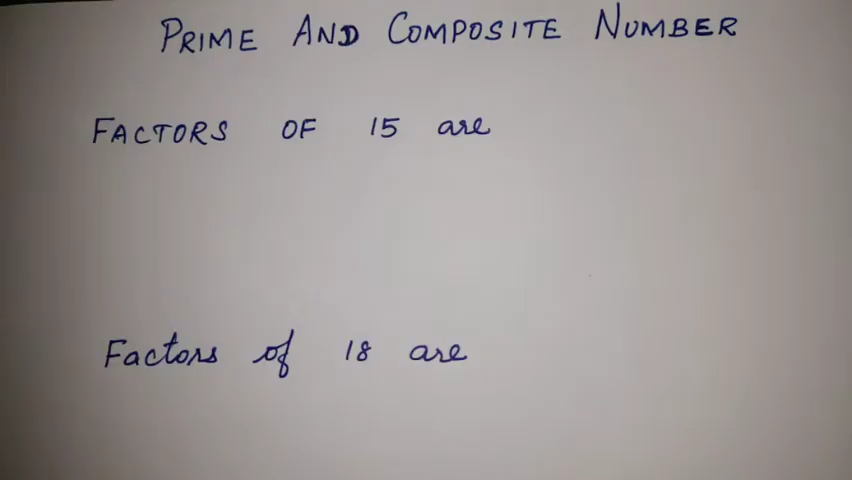 PRIME AND COMPOSITE NUMBER
FACTORS OF 15 are
Factors of 18 are